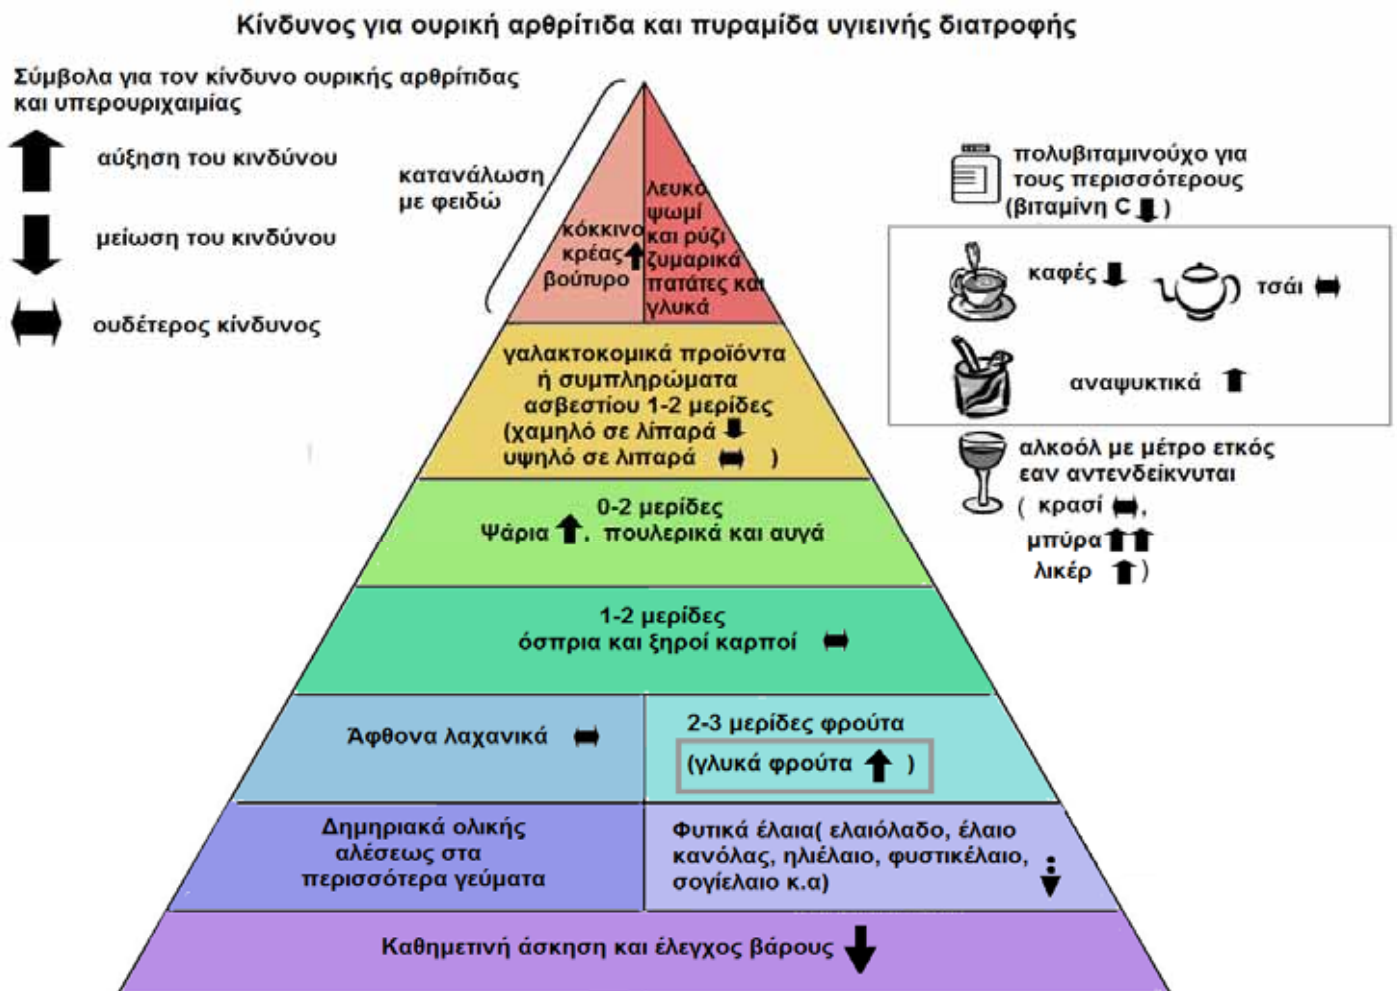 Κίνδυνος για ουρική αρθρίτιδα και πυραμίδα υγιεινής διατροφής
Σύμβολα για τον κίνδυνο ουρικής αρθρίτιδας
και υπερουριχαιμίας
αύξηση του κινδύνου
μείωση του κινδύνου
ουδέτερος κίνδυνος
κατανάλωση
με φειδώ
κόκκινο
κρέας
βούτυρο
λευκό
ψωμί
και ρύζι
ζυμαρικά
πατάτες και
γλυκά
γαλακτοκομικά προϊόντα
ή συμπληρώματα
ασβεστίου 1-2 μερίδες
(χαμηλό σε λίπαρά
υψηλό σε λιπαρά )
0-2 μερίδες
Ψάρια , πουλερικά και αυγά
1-2 μερίδες
όσπρια και ξηροί καρποί
Άφθονα λαχανικά
2-3 μερίδες φρούτα
(γλυκά φρούτα )
Δημηριακά ολικής
αλέσεως στα
περισσότερα γεύματα
Φυτικά έλαια( ελαιόλαδο, έλαιο
κανόλας, ηλιέλαιο, φυστικέλαιο,
σογίελαιο κ.α)
Καθημετινή άσκηση και έλεγχος βάρους
πολυβιταμινούχο για
τους περισσότερους
(βιταμίνη C )
καφές
τσάι
αναψυκτικά
αλκοόλ με μέτρο ετκός
εαν αντενδείκνυται
( κρασί ,
μπύρα
λικέρ )